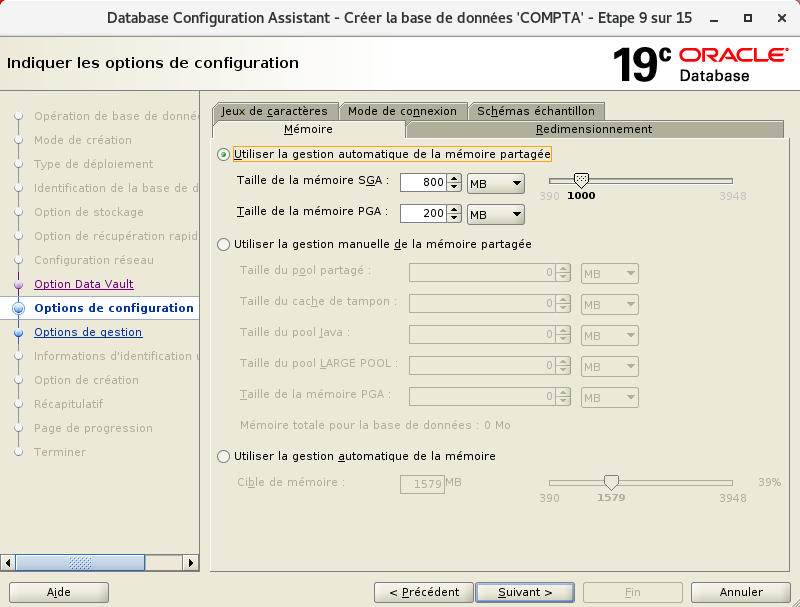 Database Configuration Assistant - Créer la base de données 'COMPTA' - Etape 9 sur 15
Indiquer les options de configuration
19c ORACLE
Database
Opération de base de donné
Mode de création
Type de déploiement
Identification de la base de d
Option de stockage
Option de récupération rapid
Configuration réseau
Option Data Vault
Options de configuration
Options de gestion
Informations d'identification u
Option de création
Récapitulatif
Page de progression
Terminer
Jeux de caractères Mode de connexion Schémas échantillon
Mémoire Redimensionnement
Utiliser la gestion automatique de la mémoire partagée
Taille de la mémoire SGA : 800 MB
390 1000 3948
Taille de la mémoire PGA : 200 MB
Utiliser la gestion manuelle de la mémoire partagée
Taille du pool partagé : 0 MB
Taille du cache de tampon : 0 MB
Taille du pool Java : 0 MB
Taille du pool LARGE POOL : 0 MB
Taille de la mémoire PGA : 0 MB
Mémoire totale pour la base de données : 0 Mo
Utiliser la gestion automatique de la mémoire
Cible de mémoire : 1579 MB 39%
390 1579 3948
Aide < Précédent Suivant > Fin Annuler